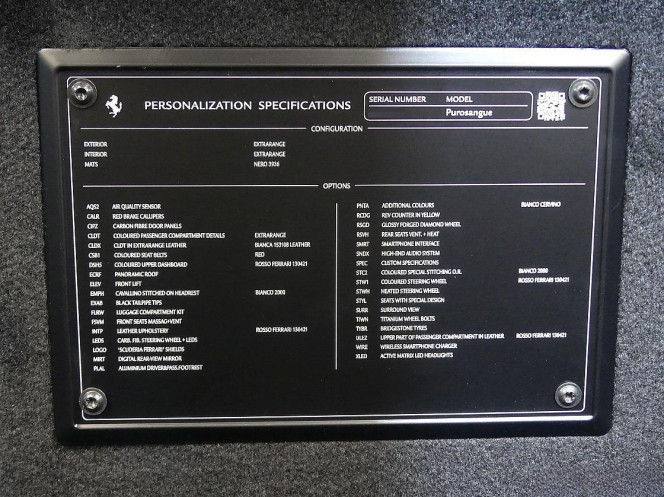 PERSONALIZATION SPECIFICATIONS
SERIAL NUMBER MODEL
Purosangue
CONFIGURATION
EXTERIOR EXTRARANGE
INTERIOR EXTRARANGE
MATS NERO 3936
OPTIONS
AQS2 AIR QUALITY SENSOR
CALR RED BRAKE CALLIPERS
CIPZ CARBON FIBRE DOOR PANELS
CLDT COLOURED PASSENGER COMPARTMENT DETAILS EXTRARANGE
CLDX CLDT IN EXTRARANGE LEATHER BIANCA 153108 LEATHER
CSB1 COLOURED SEAT BELTS RED
DSH3 COLOURED UPPER DASHBOARD ROSSO FERRARI 130421
ECRF PANORAMIC ROOF
ELEV FRONT LIFT
EMPH CAVALLINO STITCHED ON HEADREST BIANCO 2000
EXAB BLACK TAILPIPE TIPS
FLRW LUGGAGE COMPARTMENT KIT
FSVM FRONT SEATS MASSAG+VENT
INTP LEATHER UPHOLSTERY ROSSO FERRARI 130421
LEDS CARB. FIB. STEERING WHEEL + LEDS
LOGO "SCUDERIA FERRARI" SHIELDS
MIRT DIGITAL REAR-VIEW MIRROR
PLAL ALUMINIUM DRIVER&PASS.FOOTREST
PNTA ADDITIONAL COLOURS BIANCO CERVINO
RCDG REV COUNTER IN YELLOW
RSGD GLOSSY FORGED DIAMOND WHEEL
RSVH REAR SEATS VENT. + HEAT
SMRT SMARTPHONE INTERFACE
SNDX HIGH-END AUDIO SYSTEM
SPEC CUSTOM SPECIFICATIONS
STC2 COLOURED SPECIAL STITCHING O.R. BIANCO 2000
STW1 COLOURED STEERING WHEEL ROSSO FERRARI 130421
STWH HEATED STEERING WHEEL
STYL SEATS WITH SPECIAL DESIGN
SURR SURROUND VIEW
TIWN TITANIUM WHEEL BOLTS
TYBR BRIDGESTONE TYRES
ULEZ UPPER PART OF PASSENGER COMPARTMENT IN LEATHER ROSSO FERRARI 130421
WIRE WIRELESS SMARTPHONE CHARGER
XLED ACTIVE MATRIX LED HEADLIGHTS